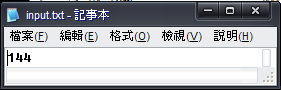 input.txt - 記事本
檔案(F) 編輯(E) 格式(O) 檢視(V) 說明(H)
144